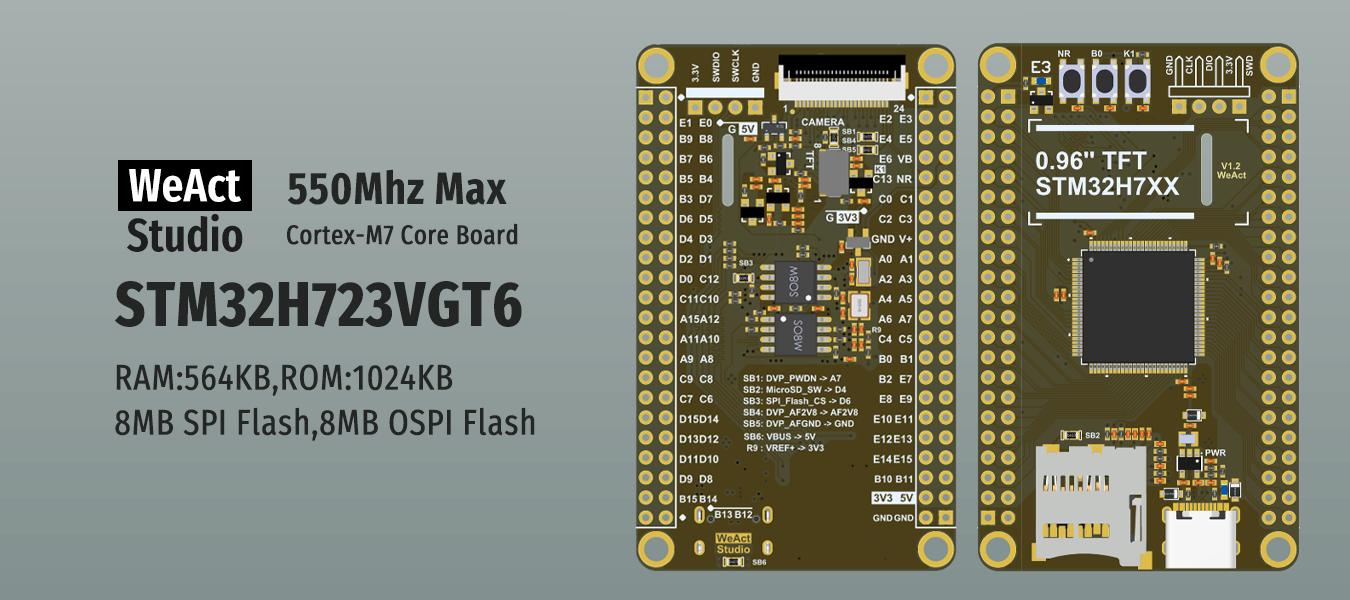 WeAct
Studio
550Mhz Max
Cortex-M7 Core Board
STM32H723VGT6
RAM:564KB,ROM:1024KB
8MB SPI Flash,8MB OSPI Flash
3.3V SWDIO SWCLK GND
1 24
CAMERA
E1 E0 G 5V SB1 E2 E3
B9 B8 SB4 E4 E5
SB5
B7 B6 TFT 8 E6 VB
K1
B5 B4 C13 NR
B3 D7 1 C0 C1
D6 D5 G 3V3 C2 C3
D4 D3 GND V+
D2 D1 SB3 A0 A1
D0 C12 SO8W A2 A3
C11 C10 A4 A5
A15 A12 SO8W A6 A7
R9
A11 A10 C4 C5
A9 A8 B0 B1
C9 C8 B2 E7
C7 C6 E8 E9
D15 D14 E10 E11
D13 D12 E12 E13
D11 D10 E14 E15
D9 D8 B10 B11
B15 B14 3V3 5V
B13 B12 GND GND
SB1: DVP_PWDN -> A7
SB2: MicroSD_SW -> D4
SB3: SPI_Flash_CS -> D6
SB4: DVP_AF2V8 -> AF2V8
SB5: DVP_AFGND -> GND
SB6: VBUS -> 5V
R9 : VREF+ -> 3V3
WeAct
Studio
SB6
NR B0 K1
E3
GND CLK DIO 3.3V SWD
0.96" TFT
STM32H7XX
V1.2
WeAct
SB2
PWR